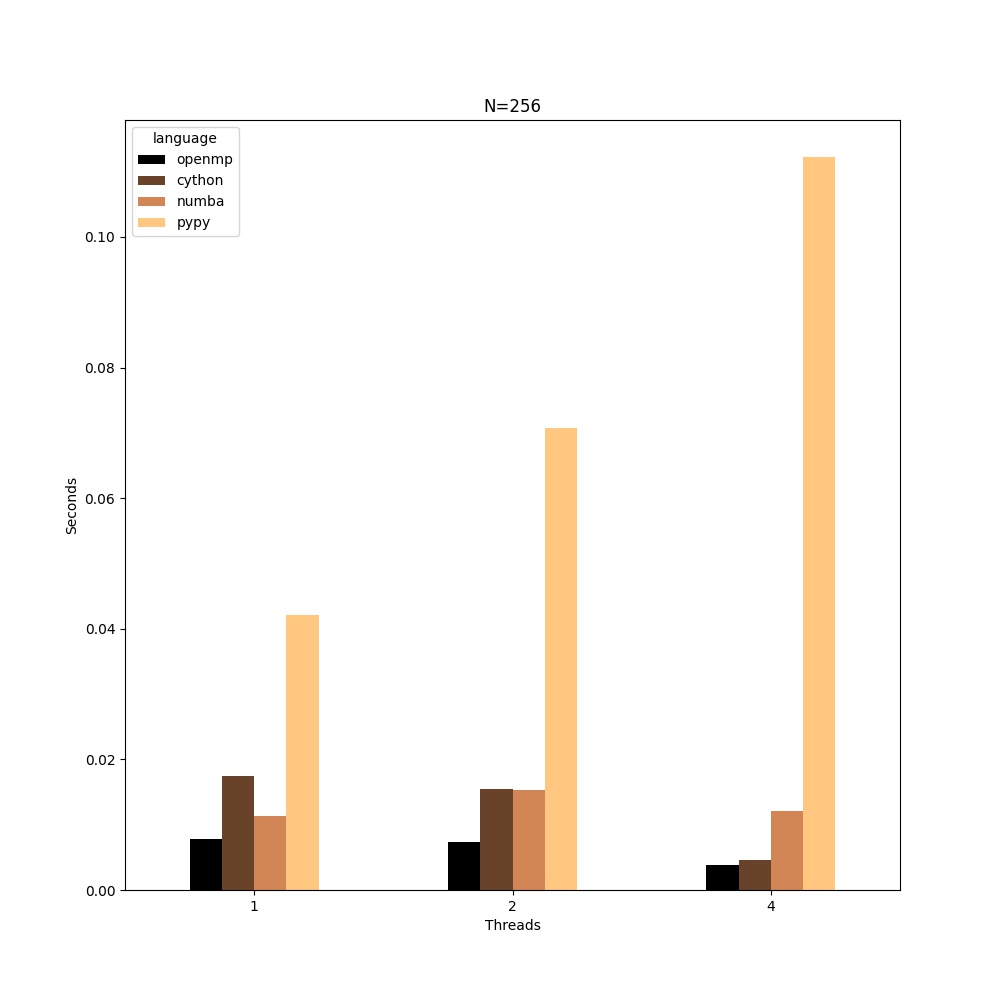 N=256
language
openmp
cython
numba
pypy
0.10
0.08
0.06
0.04
0.02
0.00
Seconds
1 2 4
Threads